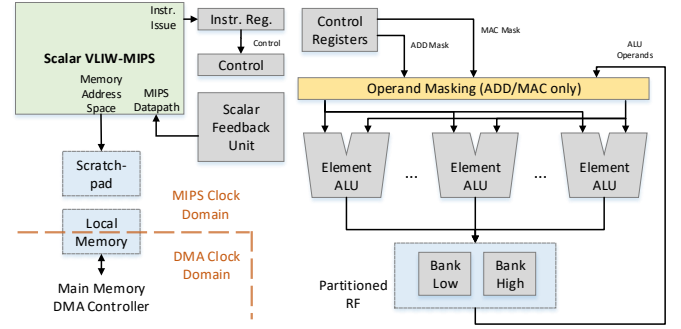 Instr.
Issue
Scalar VLIW-MIPS
Memory
Address
Space
MIPS
Datapath
Instr. Reg.
Control
Control
Scalar
Feedback
Unit
Scratch-
pad
MIPS Clock
Domain
Local
Memory
DMA Clock
Domain
Main Memory
DMA Controller
Control
Registers
MAC Mask
ADD Mask
ALU
Operands
Operand Masking (ADD/MAC only)
Element
ALU
...
Element
ALU
...
Element
ALU
Partitioned
RF
Bank
Low
Bank
High